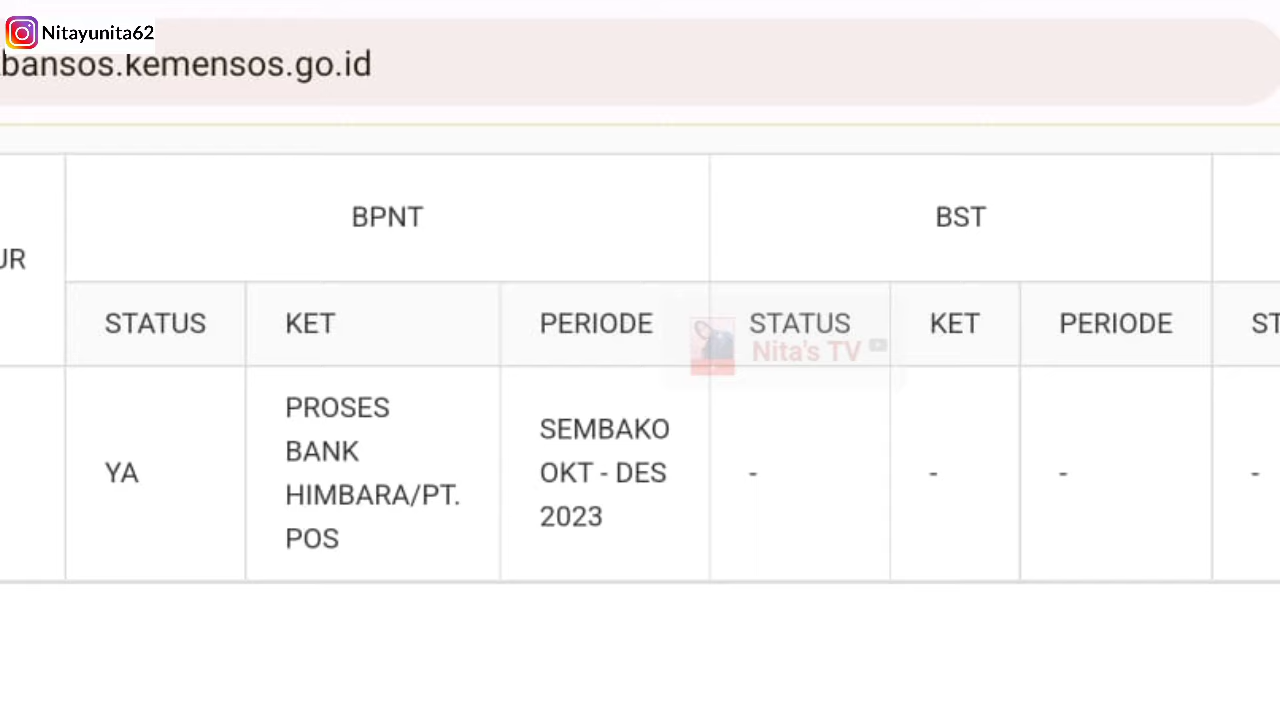 Nitayunita62
bansos.kemensos.go.id
UR
BPNT
BST
STATUS
KET
PERIODE
STATUS
KET
PERIODE
ST
Nita's TV
YA
PROSES
BANK
HIMBARA/PT.
POS
SEMBAKO
OKT - DES
2023
-
-
-
-